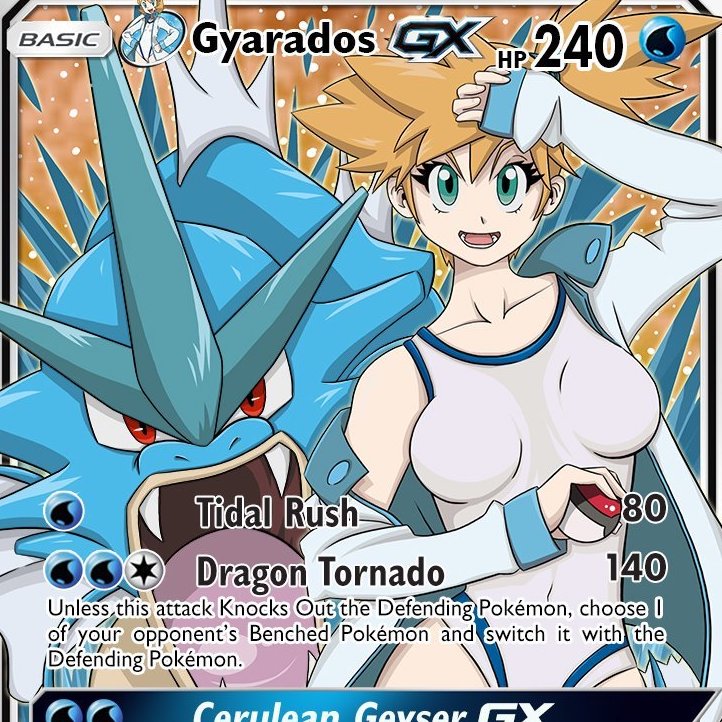 BASIC Gyarados GX HP 240
Tidal Rush 80
Dragon Tornado 140
Unless this attack Knocks Out the Defending Pokémon, choose 1
of your opponent's Benched Pokémon and switch it with the
Defending Pokémon.
Cerulean Geyser GX